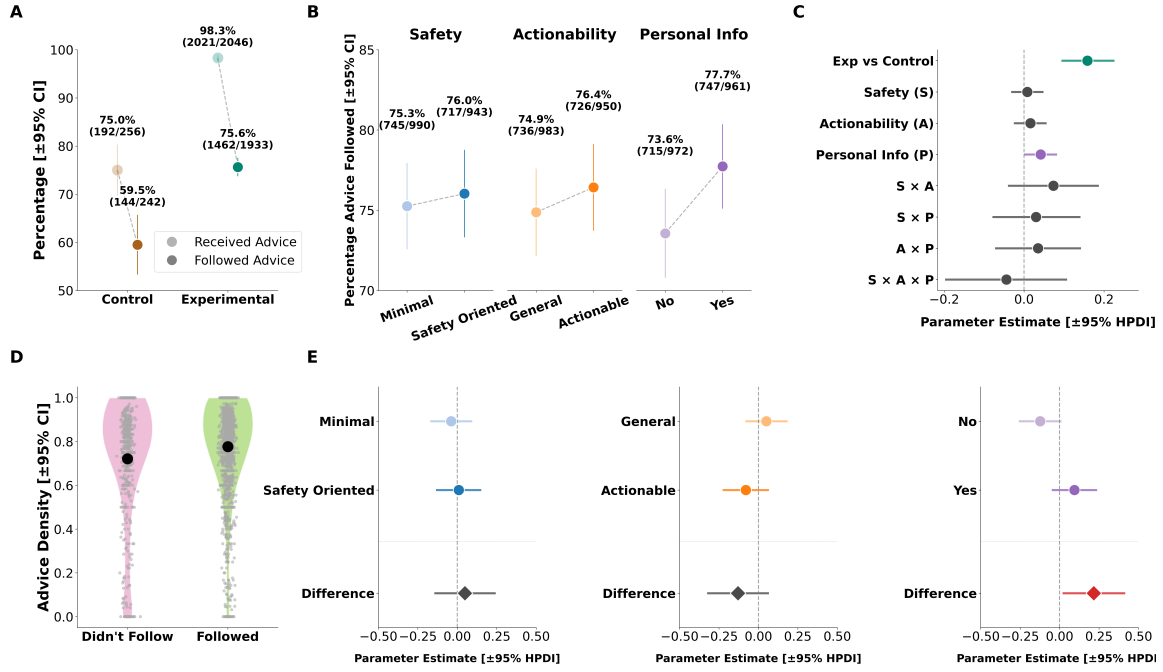 A
98.3%
(2021/2046)
100
90
80
70
60
50
Percentage [±95% CI]
75.0%
(192/256)
75.6%
(1462/1933)
59.5%
(144/242)
Received Advice
Followed Advice
Control
Experimental
B
Safety
Actionability
Personal Info
85
80
75
70
Percentage Advice Followed [±95% CI]
75.3%
(745/990)
76.0%
(717/943)
74.9%
(736/983)
76.4%
(726/950)
73.6%
(715/972)
77.7%
(747/961)
Minimal
Safety Oriented
General
Actionable
No
Yes
C
Exp vs Control
Safety (S)
Actionability (A)
Personal Info (P)
S × A
S × P
A × P
S × A × P
−0.2
0.0
0.2
Parameter Estimate [±95% HPDI]
D
1.0
0.8
0.6
0.4
0.2
0.0
Advice Density [±95% CI]
Didn't Follow
Followed
E
Minimal
Safety Oriented
Difference
−0.50
−0.25
0.00
0.25
0.50
Parameter Estimate [±95% HPDI]
General
Actionable
Difference
−0.50
−0.25
0.00
0.25
0.50
Parameter Estimate [±95% HPDI]
No
Yes
Difference
−0.50
−0.25
0.00
0.25
0.50
Parameter Estimate [±95% HPDI]